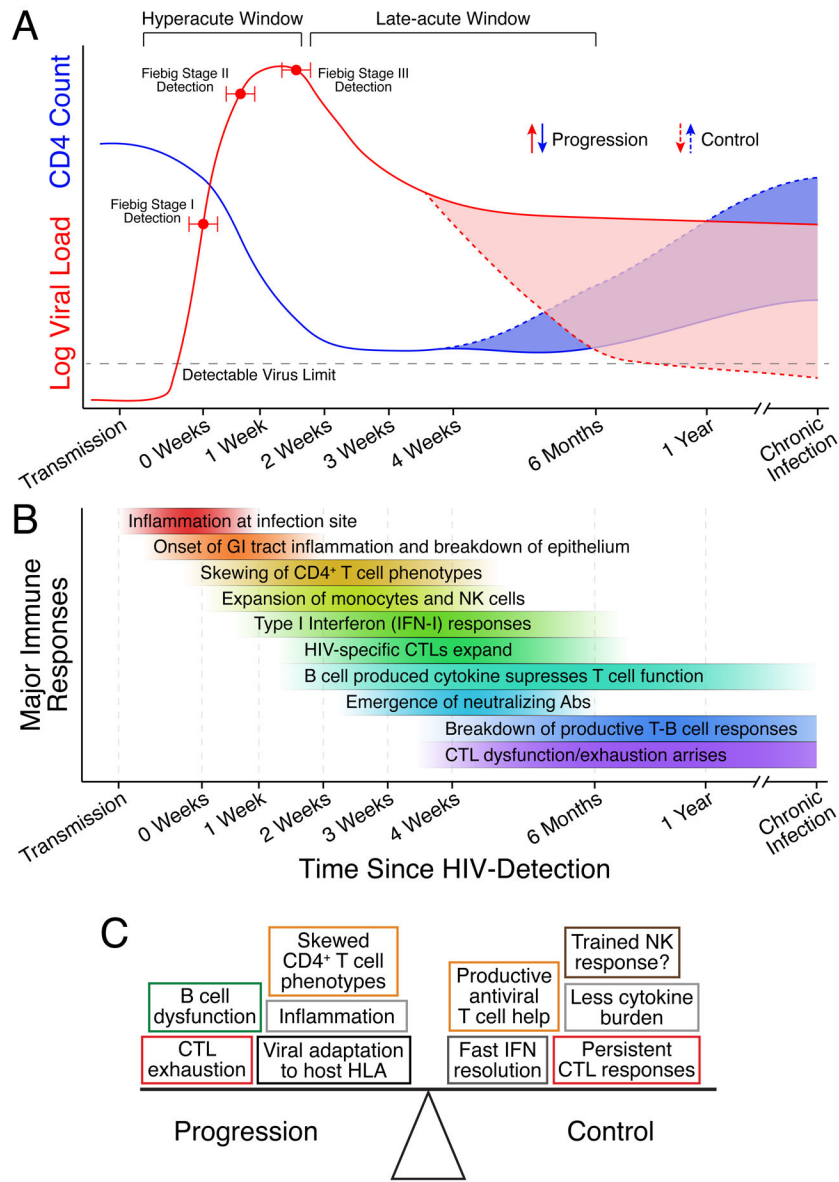 A
Hyperacute Window
Late-acute Window
CD4 Count
Log Viral Load
Fiebig Stage II
Detection
Fiebig Stage III
Detection
Fiebig Stage I
Detection
Progression
Control
Detectable Virus Limit
Transmission
0 Weeks
1 Week
2 Weeks
3 Weeks
4 Weeks
6 Months
1 Year
Chronic
Infection
B
Major Immune
Responses
Inflammation at infection site
Onset of GI tract inflammation and breakdown of epithelium
Skewing of CD4⁺ T cell phenotypes
Expansion of monocytes and NK cells
Type I Interferon (IFN-I) responses
HIV-specific CTLs expand
B cell produced cytokine supresses T cell function
Emergence of neutralizing Abs
Breakdown of productive T-B cell responses
CTL dysfunction/exhaustion arrises
Transmission
0 Weeks
1 Week
2 Weeks
3 Weeks
4 Weeks
6 Months
1 Year
Chronic
Infection
Time Since HIV-Detection
C
Skewed
CD4⁺ T cell
phenotypes
B cell
dysfunction
Inflammation
CTL
exhaustion
Viral adaptation
to host HLA
Trained NK
response?
Productive
antiviral
T cell help
Less cytokine
burden
Fast IFN
resolution
Persistent
CTL responses
Progression
Control